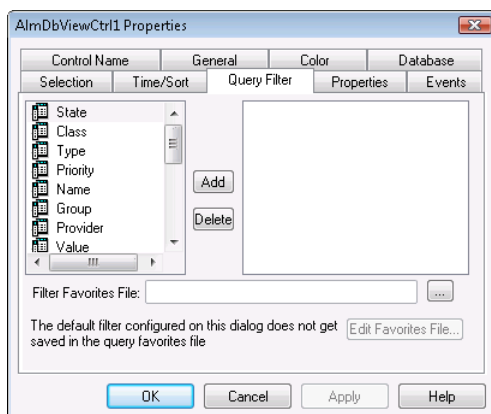 AlmDbViewCtrl1 Properties
Control Name
General
Color
Database
Selection
Time/Sort
Query Filter
Properties
Events
State
Class
Type
Priority
Name
Group
Provider
Value
Add
Delete
Filter Favorites File:
...
The default filter configured on this dialog does not get
saved in the query favorites file
Edit Favorites File...
OK
Cancel
Apply
Help